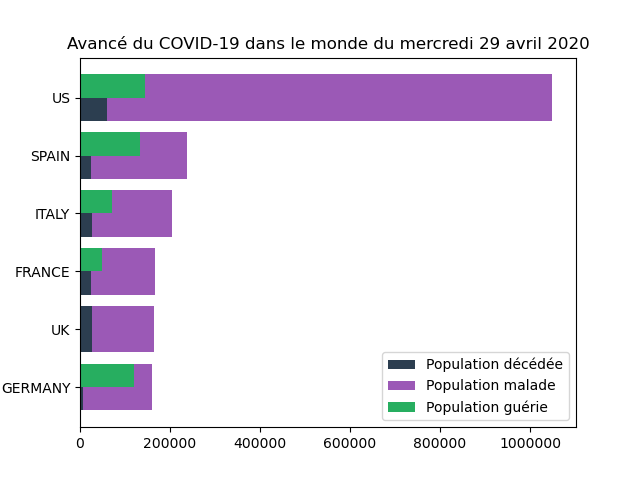 Avancé du COVID-19 dans le monde du mercredi 29 avril 2020
US
SPAIN
ITALY
FRANCE
UK
GERMANY
Population décédée
Population malade
Population guérie
0 200000 400000 600000 800000 1000000